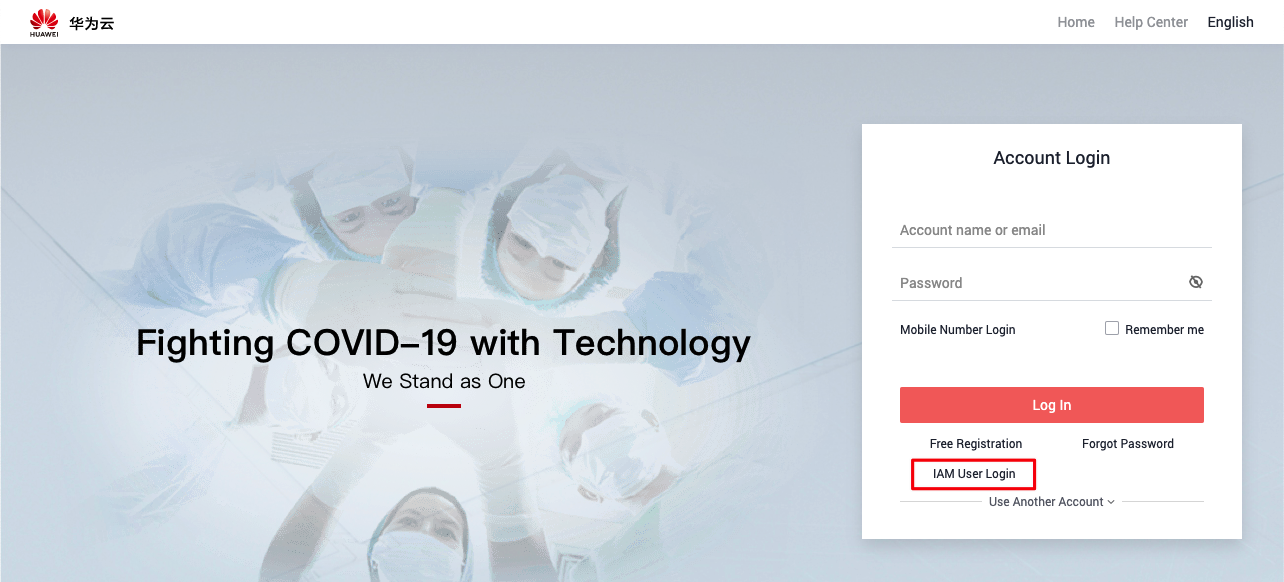 HUAWEI
华为云
Home Help Center English
Account Login
Account name or email
Password
Mobile Number Login Remember me
Log In
Free Registration Forgot Password
IAM User Login
Use Another Account
Fighting COVID–19 with Technology
We Stand as One